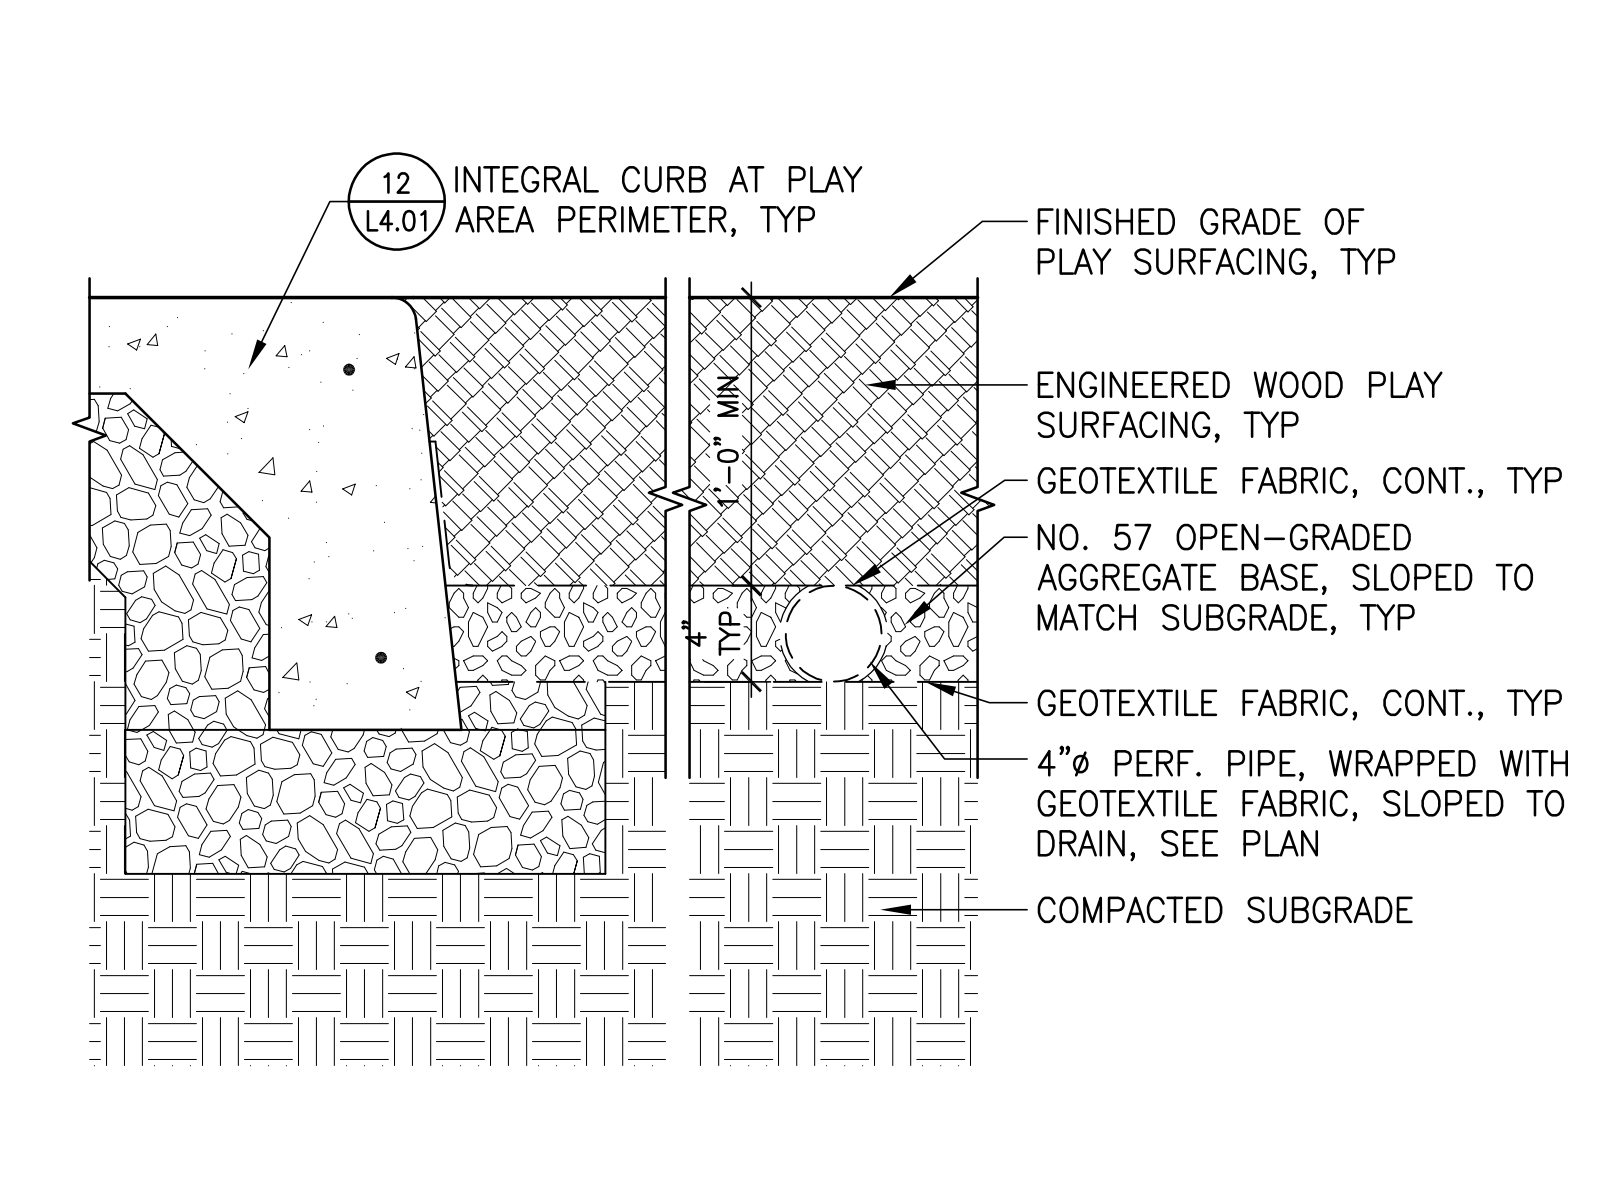 12
L4.01
INTEGRAL CURB AT PLAY
AREA PERIMETER, TYP
FINISHED GRADE OF
PLAY SURFACING, TYP
1'-0" MIN
ENGINEERED WOOD PLAY
SURFACING, TYP
GEOTEXTILE FABRIC, CONT., TYP
NO. 57 OPEN-GRADED
AGGREGATE BASE, SLOPED TO
MATCH SUBGRADE, TYP
4"
TYP
GEOTEXTILE FABRIC, CONT., TYP
4"ø PERF. PIPE, WRAPPED WITH
GEOTEXTILE FABRIC, SLOPED TO
DRAIN, SEE PLAN
COMPACTED SUBGRADE